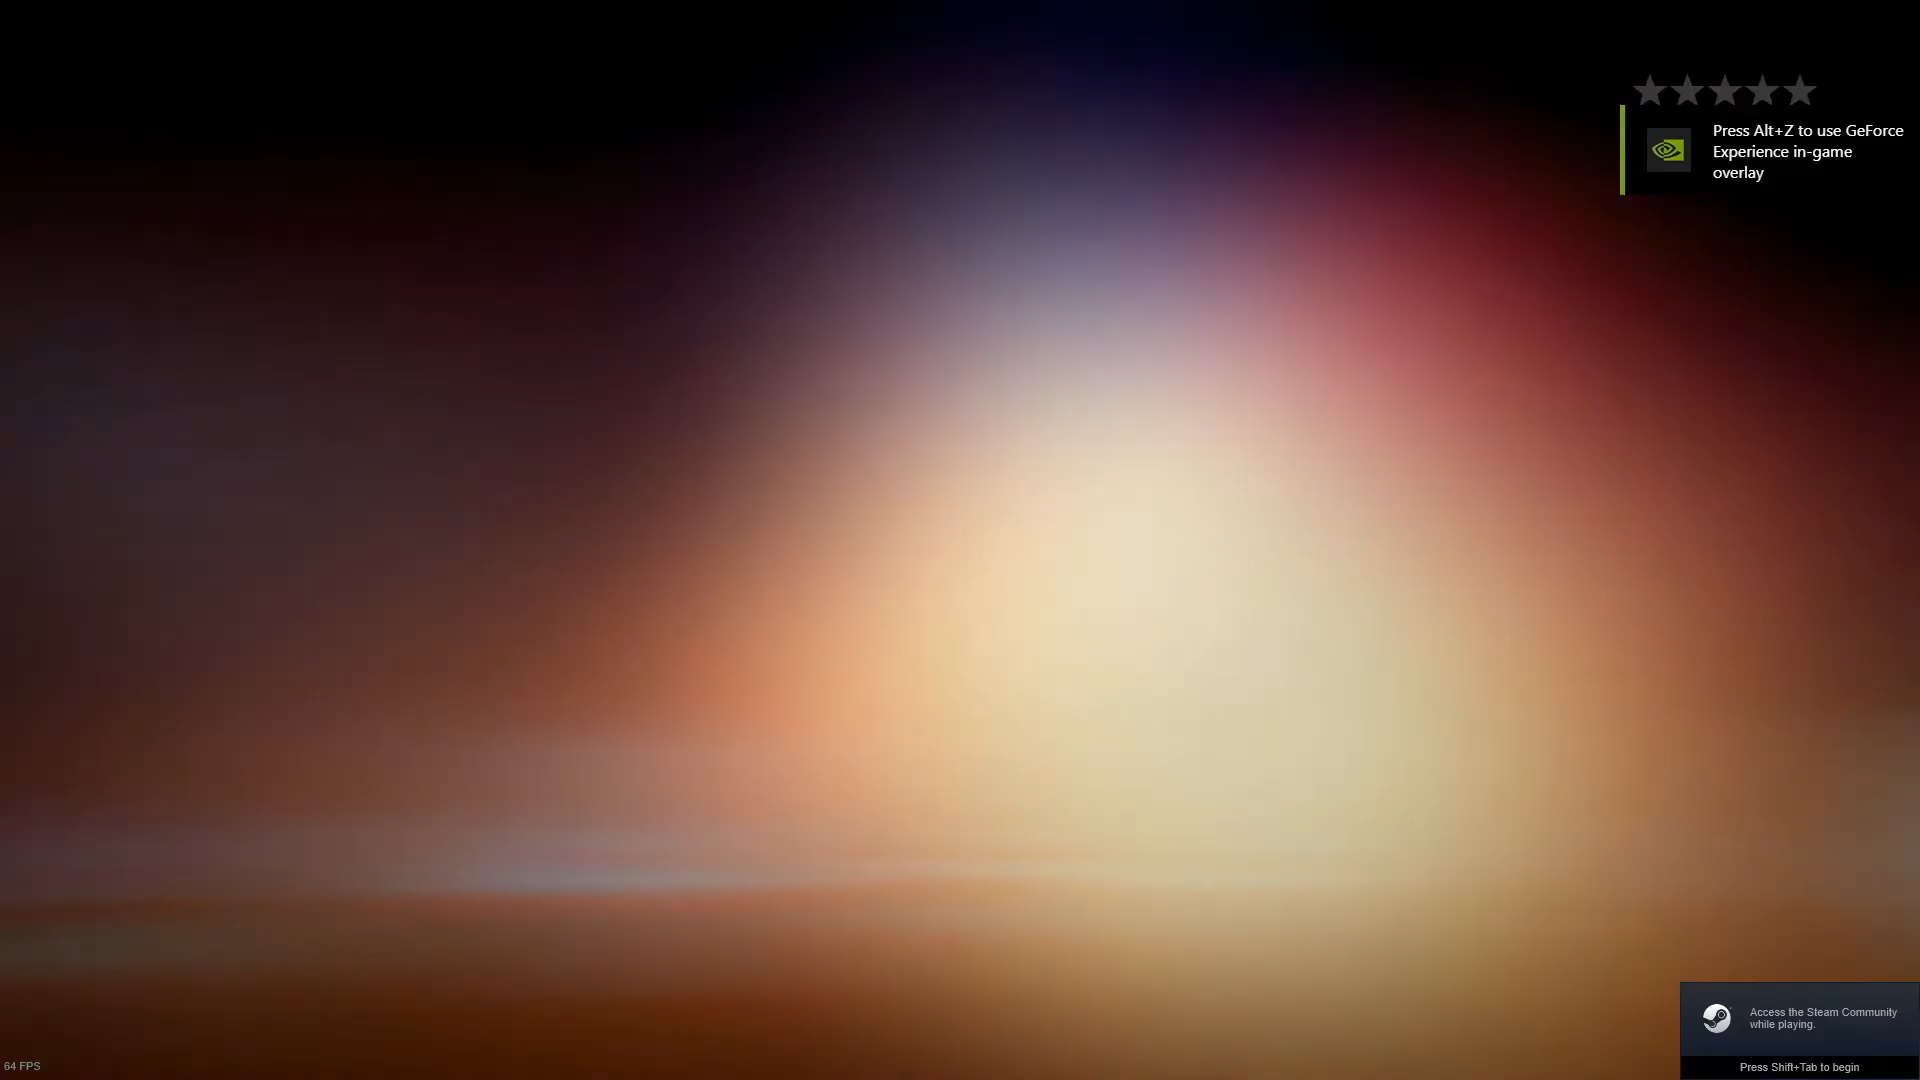 Press Alt+Z to use GeForce
Experience in-game
overlay
Access the Steam Community
while playing.
Press Shift+Tab to begin
64 FPS